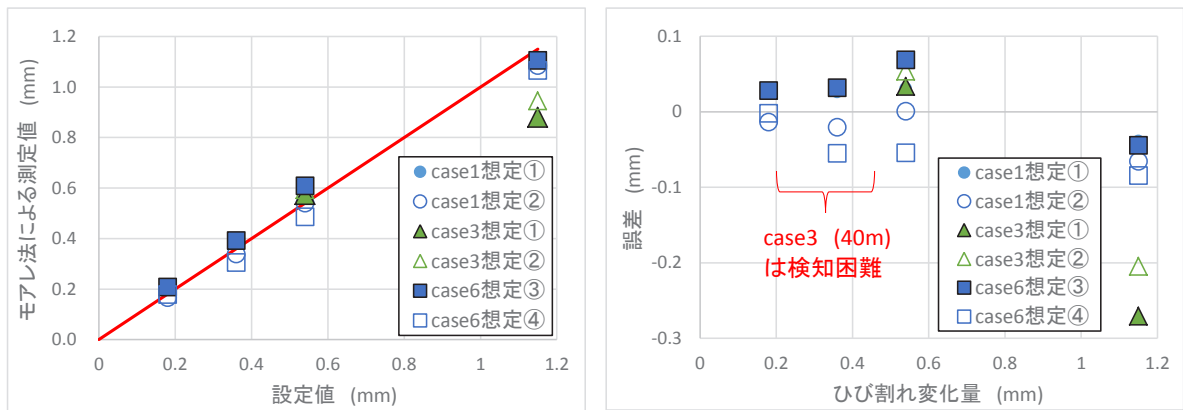 1.2
1.0
0.8
0.6
0.4
0.2
0.0
0
0.2
0.4
0.6
0.8
1
1.2
モアレ法による測定値 (mm)
設定値 (mm)
case1想定①
case1想定②
case3想定①
case3想定②
case6想定③
case6想定④
0.1
0
-0.1
-0.2
-0.3
0
0.2
0.4
0.6
0.8
1
1.2
誤差 (mm)
ひび割れ変化量 (mm)
case3 (40m)
は検知困難
case1想定①
case1想定②
case3想定①
case3想定②
case6想定③
case6想定④